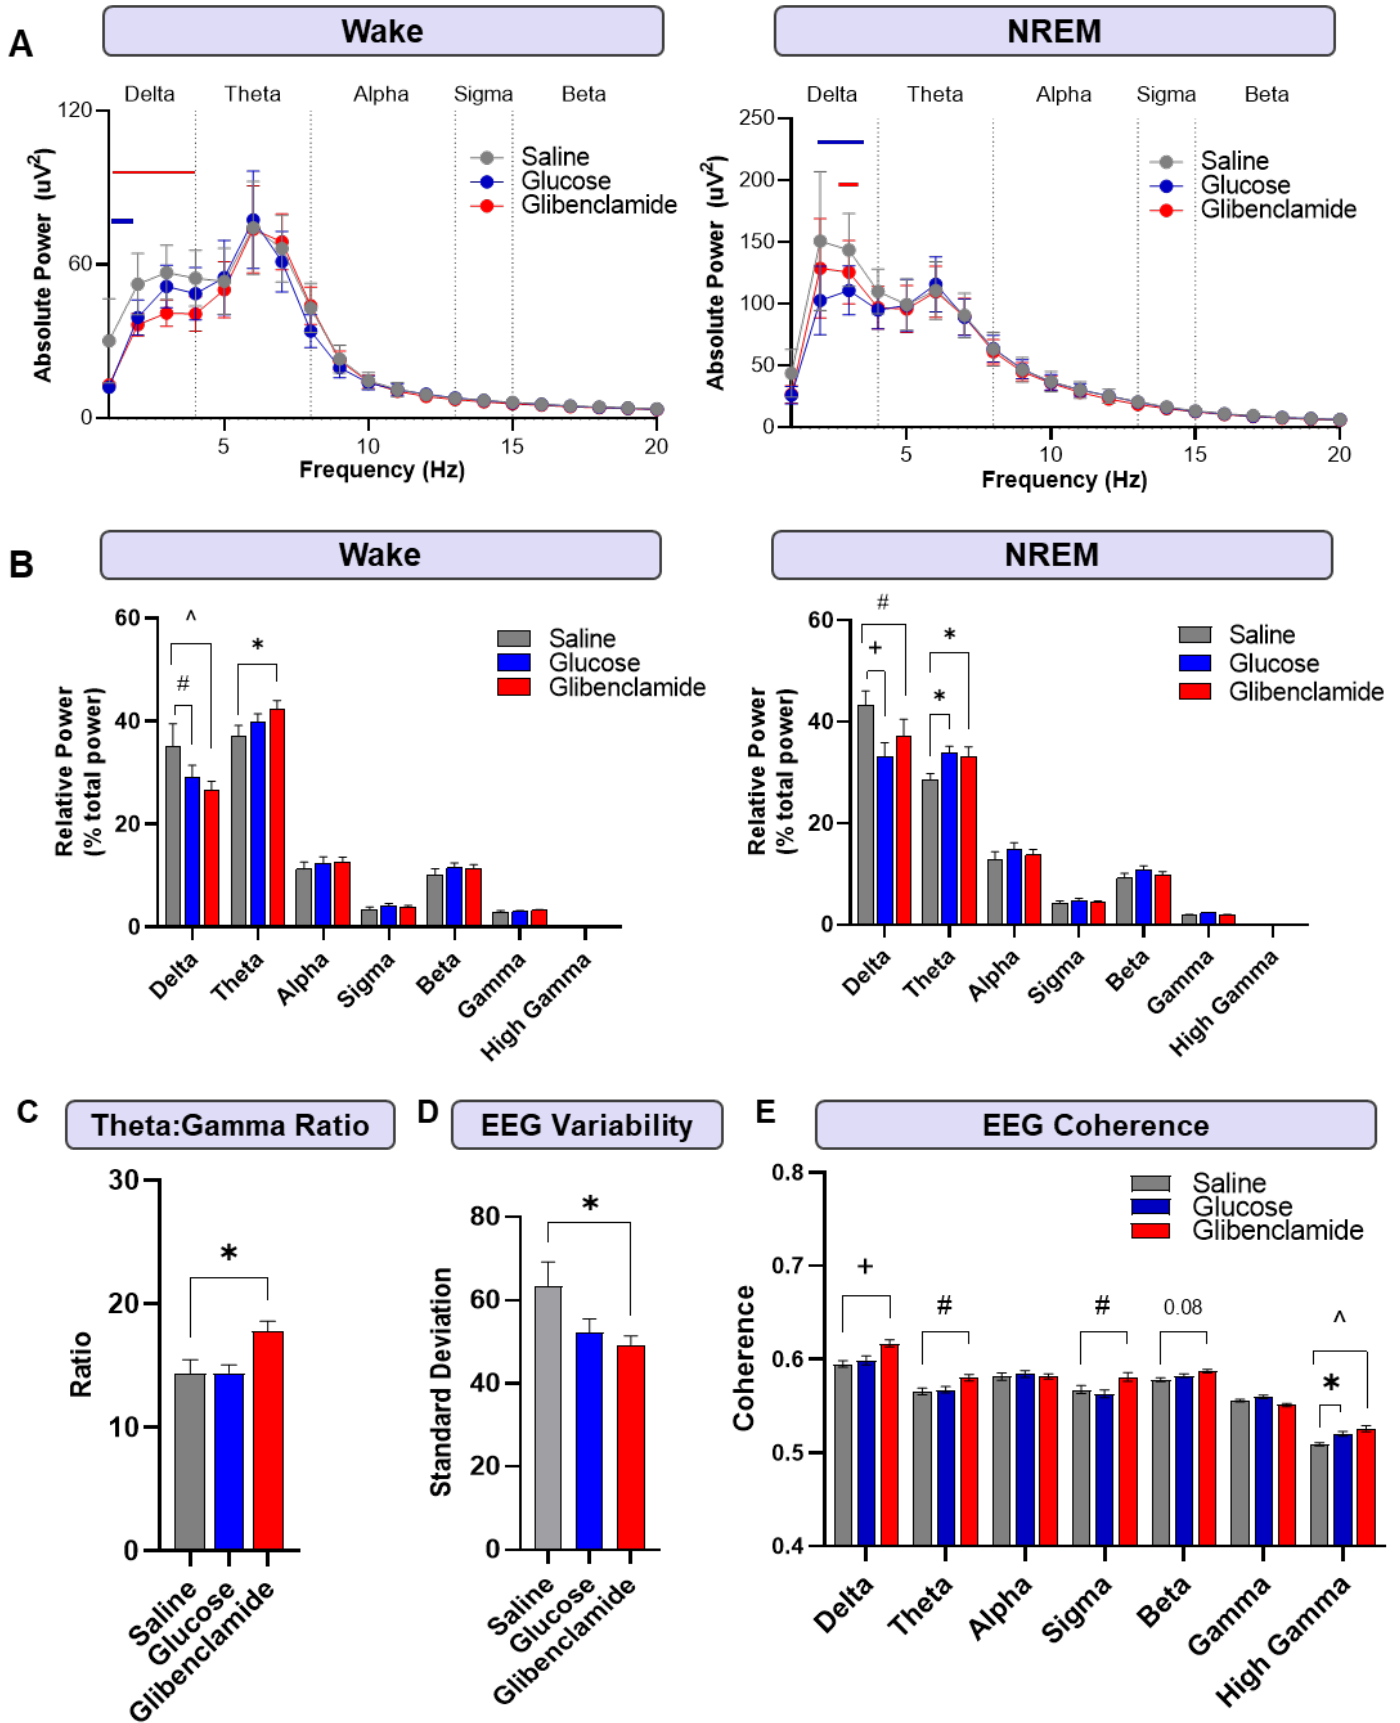 A
Wake
NREM
Delta Theta Alpha Sigma Beta
120
60
0
Absolute Power (uV²)
Saline
Glucose
Glibenclamide
5 10 15 20
Frequency (Hz)
Delta Theta Alpha Sigma Beta
250
200
150
100
50
0
Absolute Power (uV²)
Saline
Glucose
Glibenclamide
5 10 15 20
Frequency (Hz)
B
Wake
NREM
60
40
20
0
Relative Power
(% total power)
^
#
*
Saline
Glucose
Glibenclamide
Delta
Theta
Alpha
Sigma
Beta
Gamma
High Gamma
60
40
20
0
Relative Power
(% total power)
#
+
*
*
Saline
Glucose
Glibenclamide
Delta
Theta
Alpha
Sigma
Beta
Gamma
High Gamma
C
Theta:Gamma Ratio
30
20
10
0
Ratio
*
Saline
Glucose
Glibenclamide
D
EEG Variability
80
60
40
20
0
Standard Deviation
*
Saline
Glucose
Glibenclamide
E
EEG Coherence
0.8
0.7
0.6
0.5
0.4
Coherence
Saline
Glucose
Glibenclamide
+
#
#
0.08
^
*
Delta
Theta
Alpha
Sigma
Beta
Gamma
High Gamma